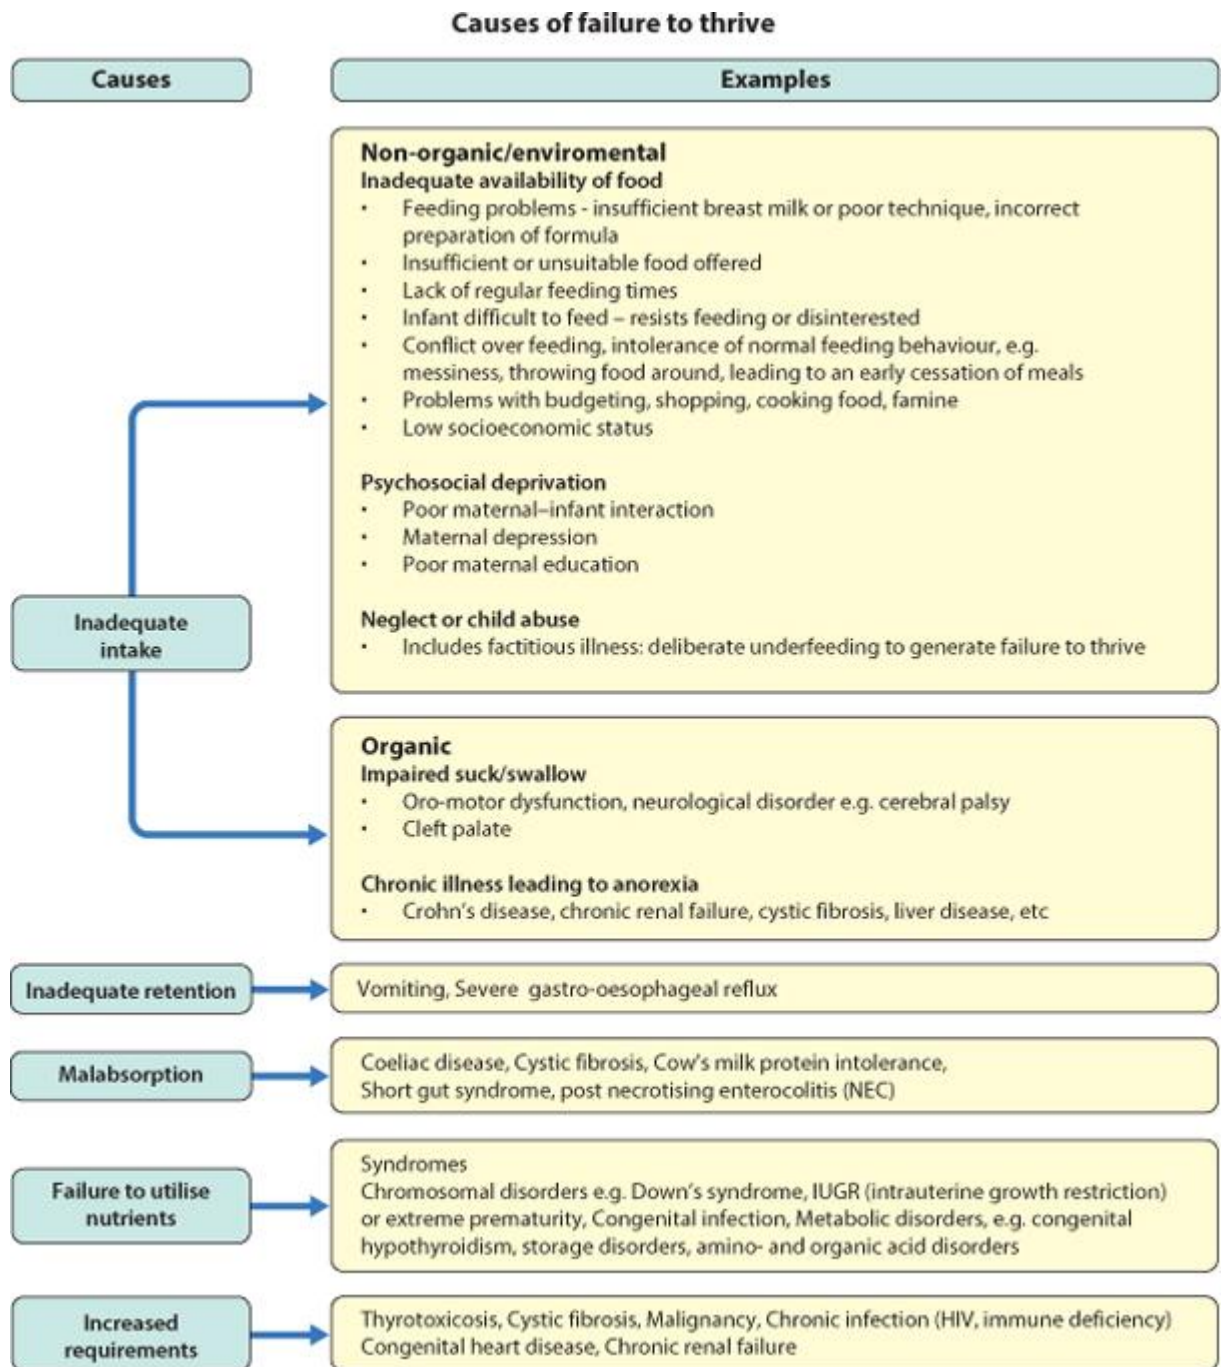 Causes of failure to thrive
Causes
Examples
Non-organic/enviromental
Inadequate availability of food
• Feeding problems - insufficient breast milk or poor technique, incorrect
preparation of formula
• Insufficient or unsuitable food offered
• Lack of regular feeding times
• Infant difficult to feed – resists feeding or disinterested
• Conflict over feeding, intolerance of normal feeding behaviour, e.g.
messiness, throwing food around, leading to an early cessation of meals
• Problems with budgeting, shopping, cooking food, famine
• Low socioeconomic status
Psychosocial deprivation
• Poor maternal–infant interaction
• Maternal depression
• Poor maternal education
Neglect or child abuse
• Includes factitious illness: deliberate underfeeding to generate failure to thrive
Inadequate
intake
Organic
Impaired suck/swallow
• Oro-motor dysfunction, neurological disorder e.g. cerebral palsy
• Cleft palate
Chronic illness leading to anorexia
• Crohn's disease, chronic renal failure, cystic fibrosis, liver disease, etc
Inadequate retention
Vomiting, Severe gastro-oesophageal reflux
Malabsorption
Coeliac disease, Cystic fibrosis, Cow's milk protein intolerance,
Short gut syndrome, post necrotising enterocolitis (NEC)
Failure to utilise
nutrients
Syndromes
Chromosomal disorders e.g. Down's syndrome, IUGR (intrauterine growth restriction)
or extreme prematurity, Congenital infection, Metabolic disorders, e.g. congenital
hypothyroidism, storage disorders, amino- and organic acid disorders
Increased
requirements
Thyrotoxicosis, Cystic fibrosis, Malignancy, Chronic infection (HIV, immune deficiency)
Congenital heart disease, Chronic renal failure